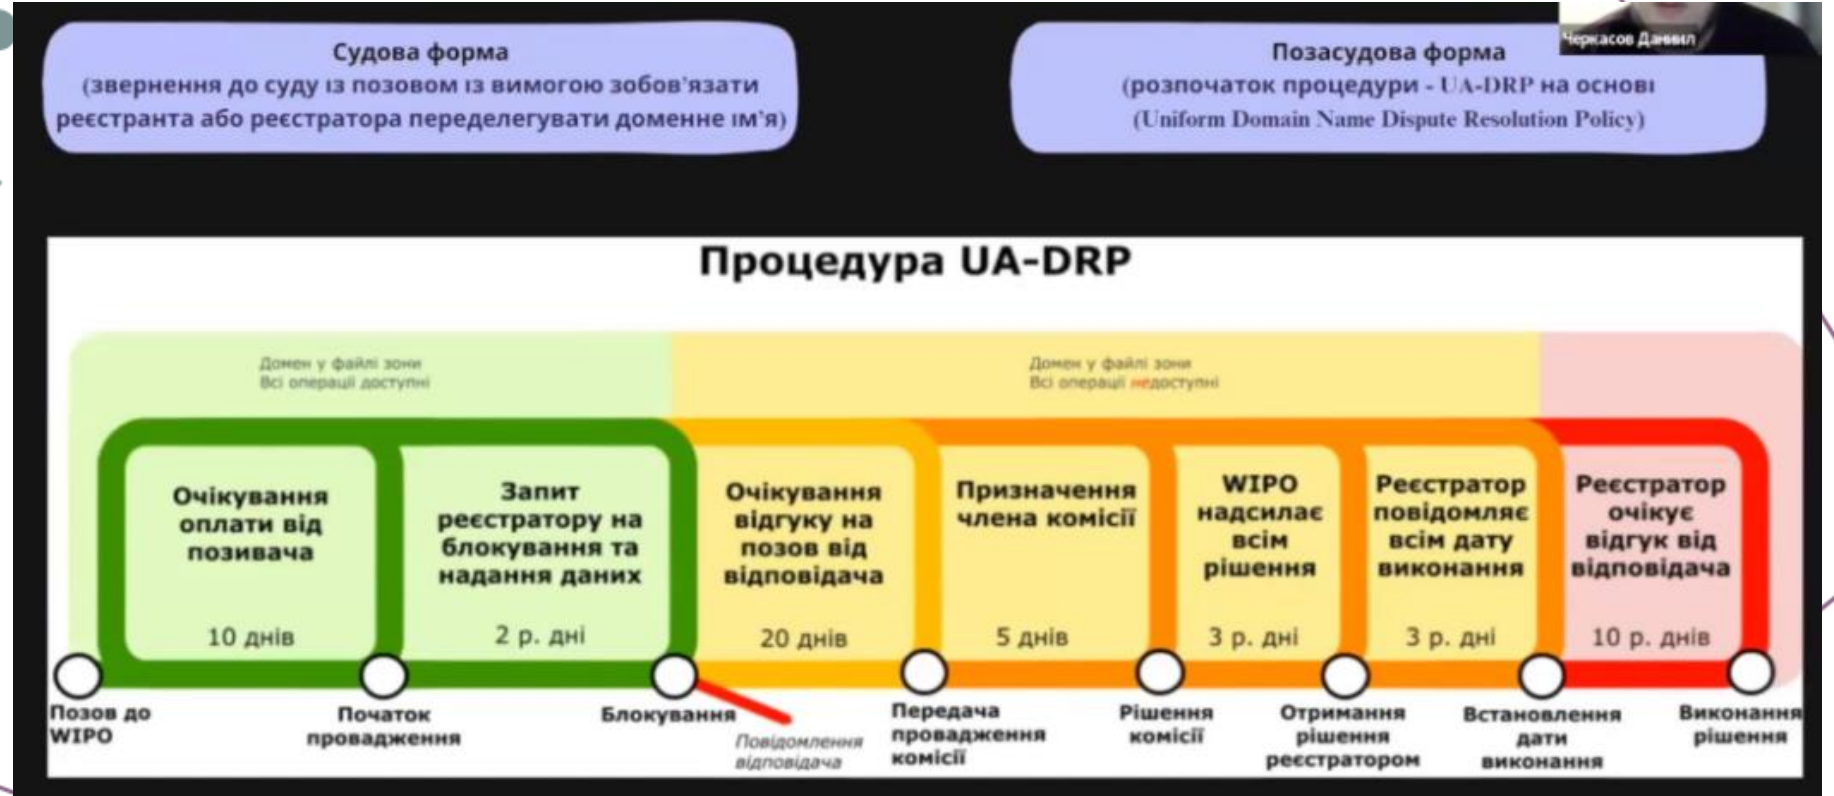 Судова форма
(звернення до суду із позовом із вимогою зобов'язати
реєстранта або реєстратора переделегувати доменне ім'я)
Позасудова форма
(розпочаток процедури - UA-DRP на основі
(Uniform Domain Name Dispute Resolution Policy)
Черкасов Даниил
Процедура UA-DRP
Домен у файлі зони
Всі операції доступні
Домен у файлі зони
Всі операції недоступні
Очікування
оплати від
позивача
10 днів
Запит
реєстратору на
блокування та
надання даних
2 р. дні
Очікування
відгуку на
позов від
відповідача
20 днів
Призначення
члена комісії
5 днів
WIPO
надсилає
всім
рішення
3 р. дні
Реєстратор
повідомляє
всім дату
виконання
3 р. дні
Реєстратор
очікує
відгук від
відповідача
10 р. днів
Позов до
WIPO
Початок
провадження
Блокування
Повідомлення
відповідача
Передача
провадження
комісії
Рішення
комісії
Отримання
рішення
реєстратором
Встановлення
дати
виконання
Виконання
рішення